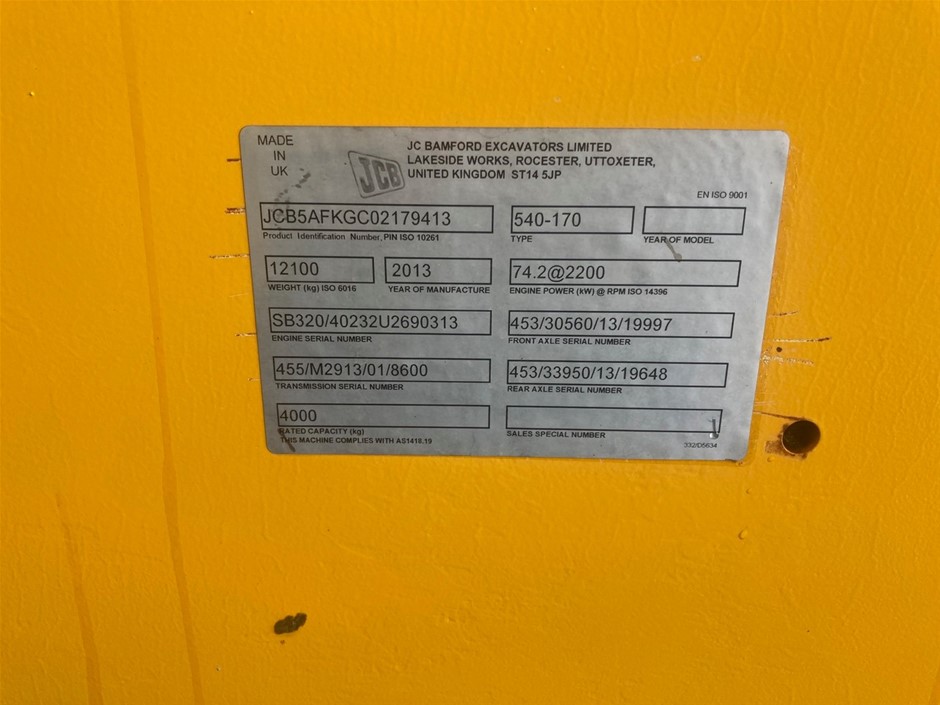 MADE
IN
UK
JCB
JC BAMFORD EXCAVATORS LIMITED
LAKESIDE WORKS, ROCESTER, UTTOXETER,
UNITED KINGDOM ST14 5JP
EN ISO 9001
JCB5AFKGC02179413
Product Identification Number, PIN ISO 10261
540-170
TYPE
YEAR OF MODEL
12100
WEIGHT (kg) ISO 6016
2013
YEAR OF MANUFACTURE
74.2@2200
ENGINE POWER (kW) @ RPM ISO 14396
SB320/40232U2690313
ENGINE SERIAL NUMBER
453/30560/13/19997
FRONT AXLE SERIAL NUMBER
455/M2913/01/8600
TRANSMISSION SERIAL NUMBER
453/33950/13/19648
REAR AXLE SERIAL NUMBER
4000
RATED CAPACITY (kg)
THIS MACHINE COMPLIES WITH AS1418.19
SALES SPECIAL NUMBER
332/D5634